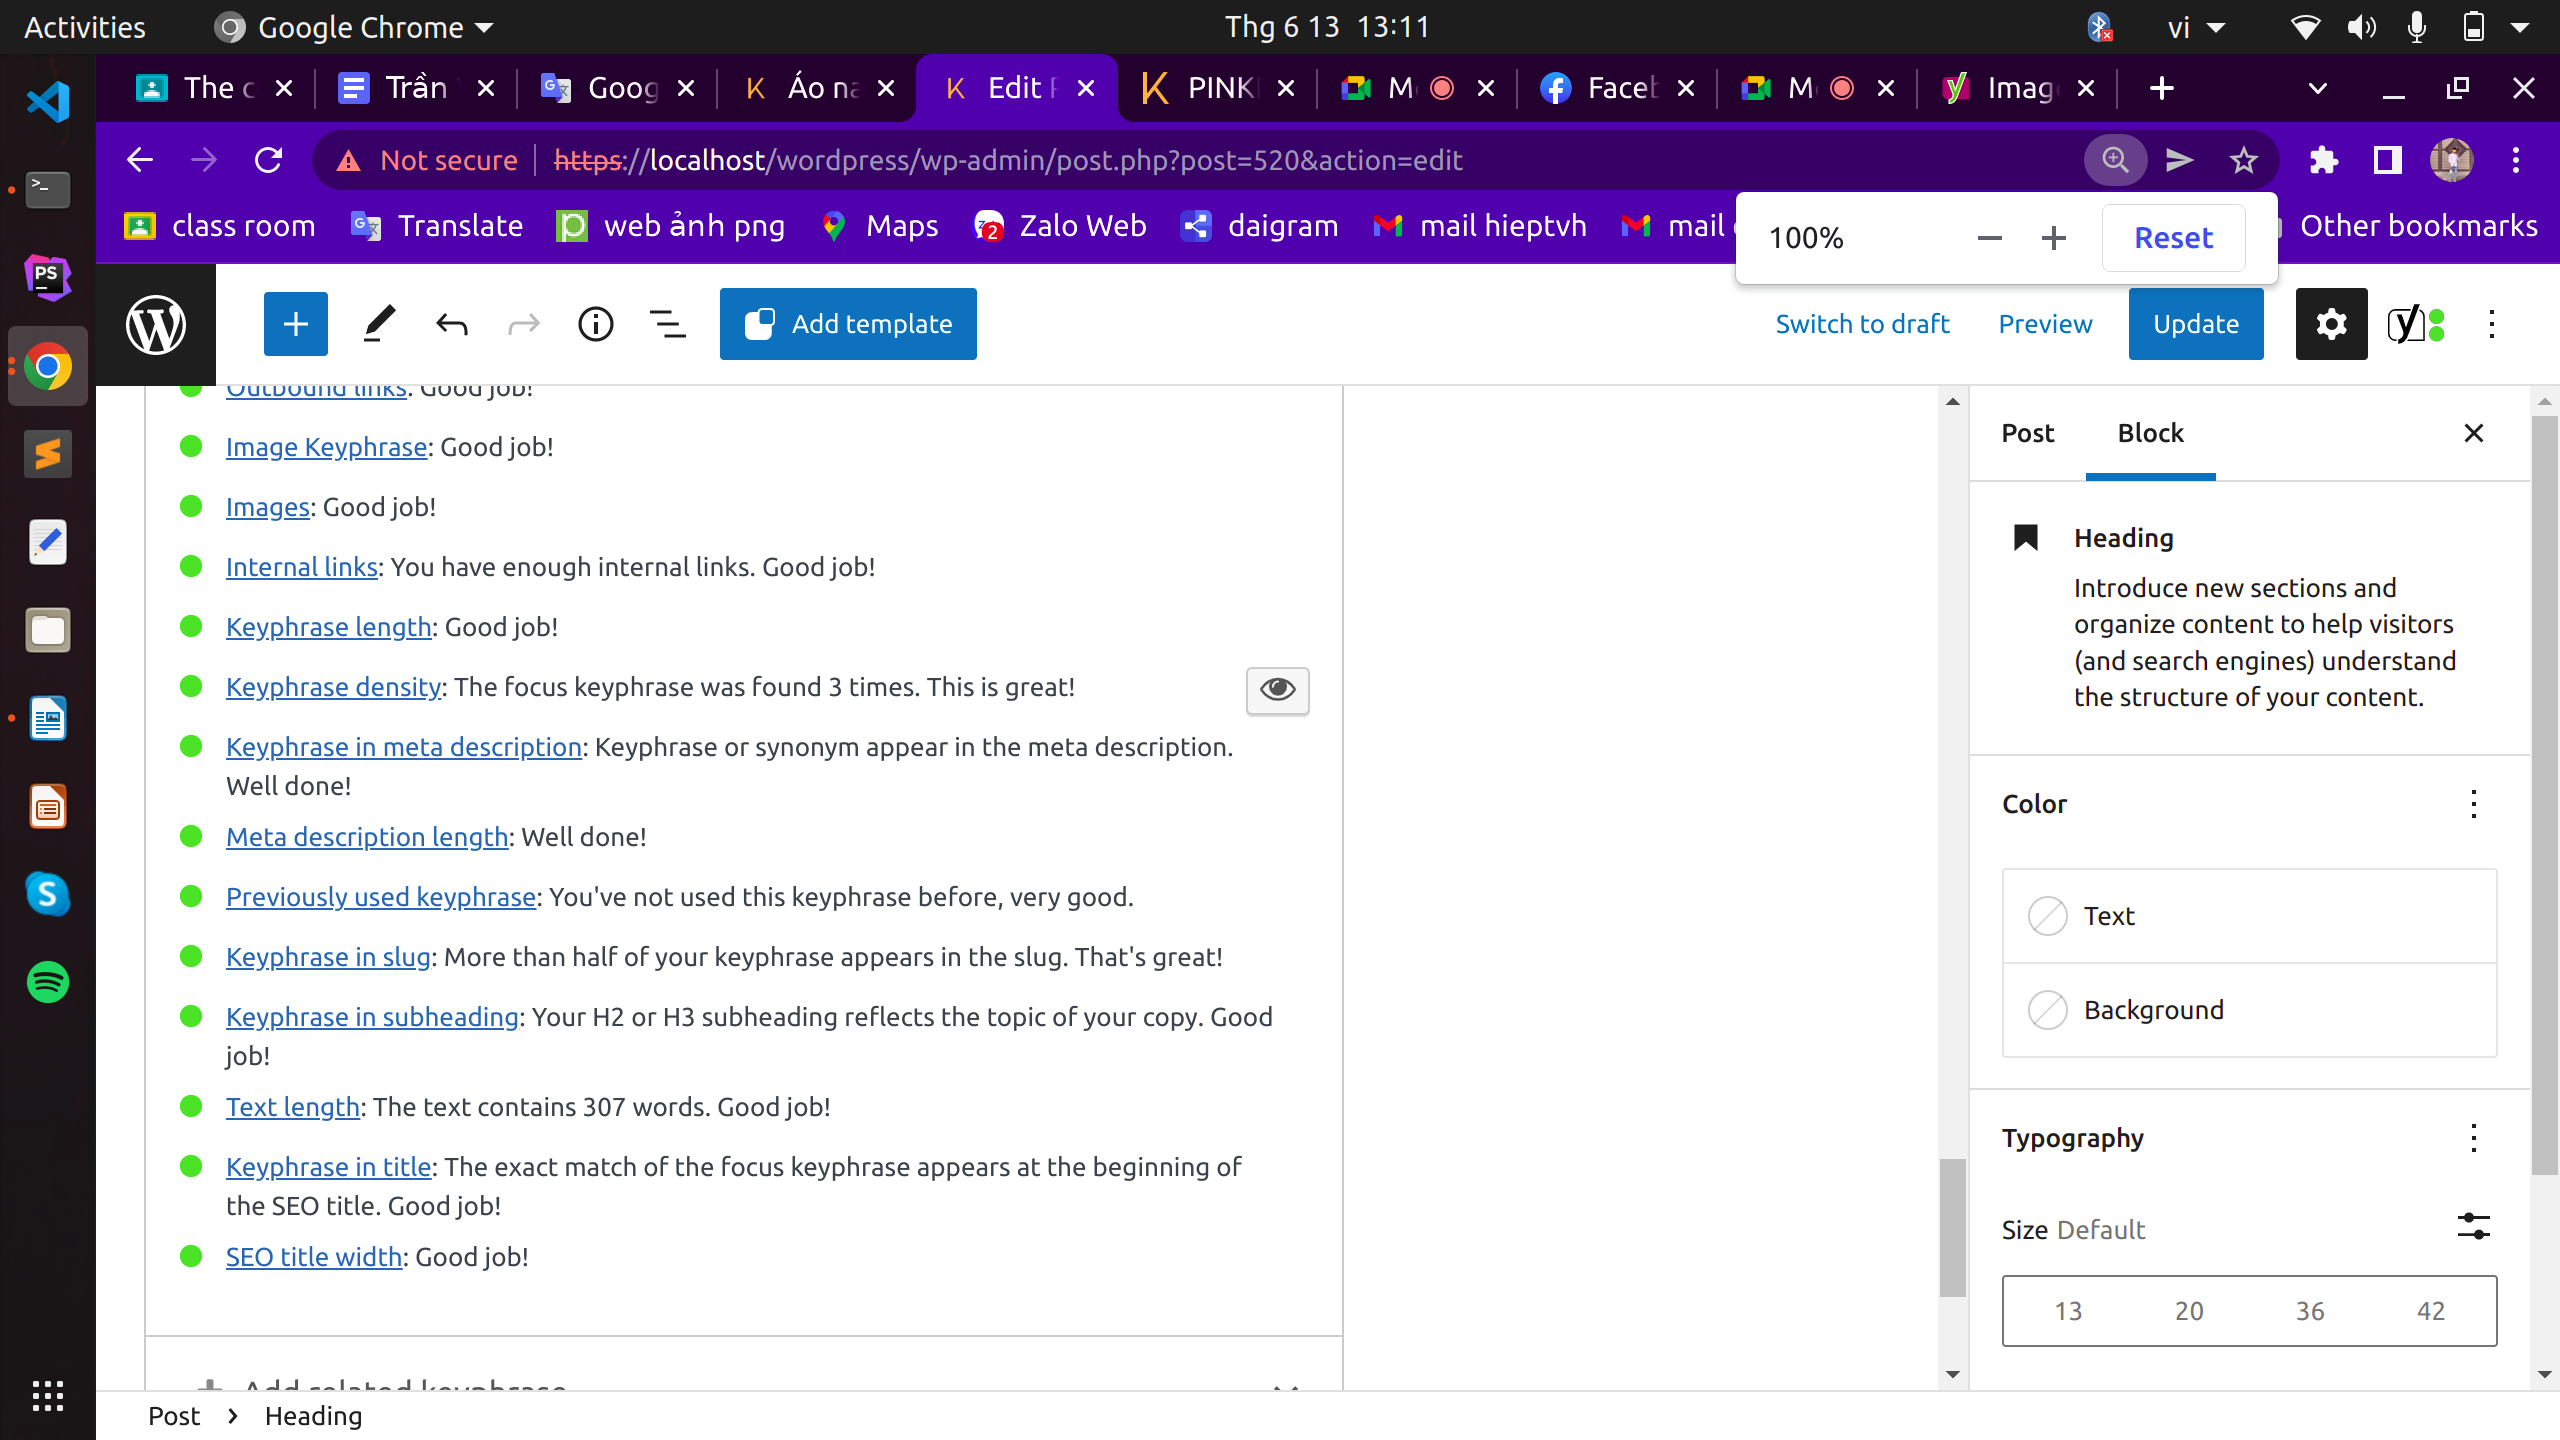 Activities Google Chrome Thg 6 13 13:11 vi
The c Trần Goog Áo na Edit P PINK M Faceb M Imag
Not secure https://localhost/wordpress/wp-admin/post.php?post=520&action=edit
class room Translate web ảnh png Maps Zalo Web daigram mail hieptvh mail Other bookmarks
100% Reset
Add template Switch to draft Preview Update
Outbound links: Good job!
Image Keyphrase: Good job!
Images: Good job!
Internal links: You have enough internal links. Good job!
Keyphrase length: Good job!
Keyphrase density: The focus keyphrase was found 3 times. This is great!
Keyphrase in meta description: Keyphrase or synonym appear in the meta description.
Well done!
Meta description length: Well done!
Previously used keyphrase: You've not used this keyphrase before, very good.
Keyphrase in slug: More than half of your keyphrase appears in the slug. That's great!
Keyphrase in subheading: Your H2 or H3 subheading reflects the topic of your copy. Good
job!
Text length: The text contains 307 words. Good job!
Keyphrase in title: The exact match of the focus keyphrase appears at the beginning of
the SEO title. Good job!
SEO title width: Good job!
Add related keyphrase
Post Block
Heading
Introduce new sections and
organize content to help visitors
(and search engines) understand
the structure of your content.
Color
Text
Background
Typography
Size Default
13 20 36 42
Post Heading